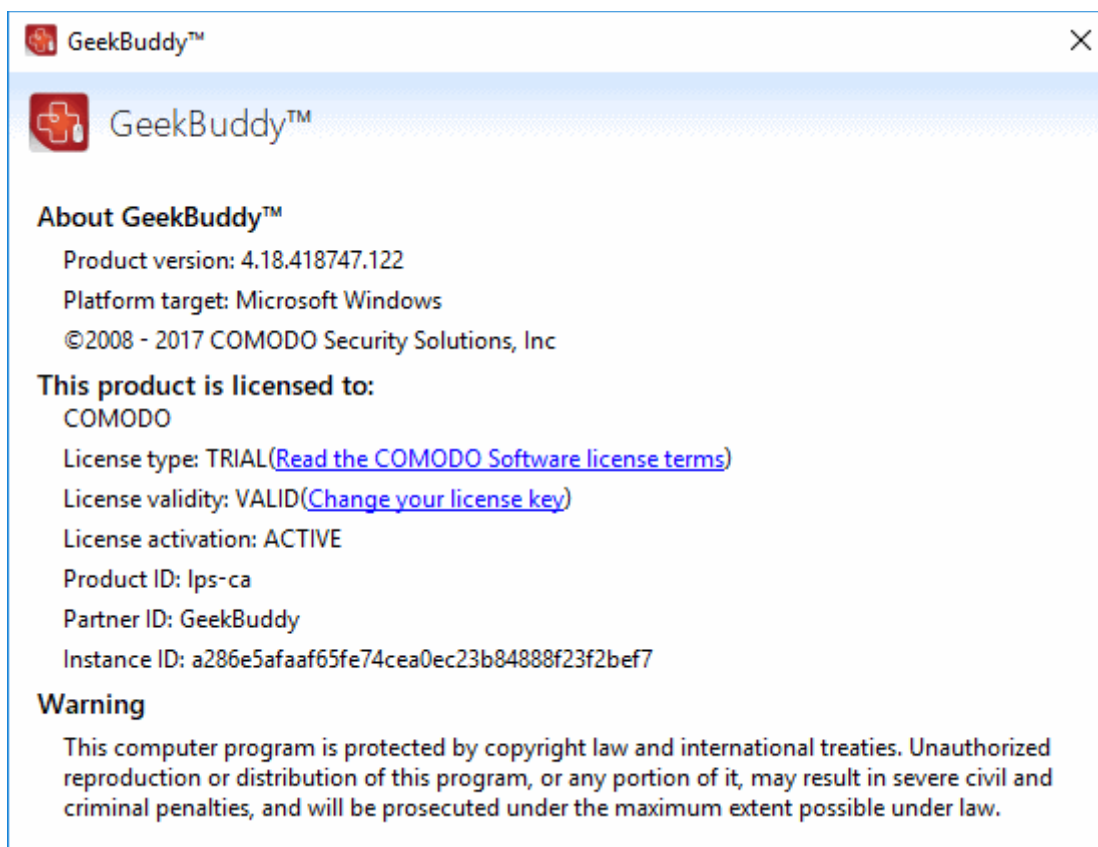 GeekBuddy™
GeekBuddy™
About GeekBuddy™
Product version: 4.18.418747.122
Platform target: Microsoft Windows
©2008 - 2017 COMODO Security Solutions, Inc
This product is licensed to:
COMODO
License type: TRIAL(Read the COMODO Software license terms)
License validity: VALID(Change your license key)
License activation: ACTIVE
Product ID: lps-ca
Partner ID: GeekBuddy
Instance ID: a286e5afaaf65fe74cea0ec23b84888f23f2bef7
Warning
This computer program is protected by copyright law and international treaties. Unauthorized
reproduction or distribution of this program, or any portion of it, may result in severe civil and
criminal penalties, and will be prosecuted under the maximum extent possible under law.